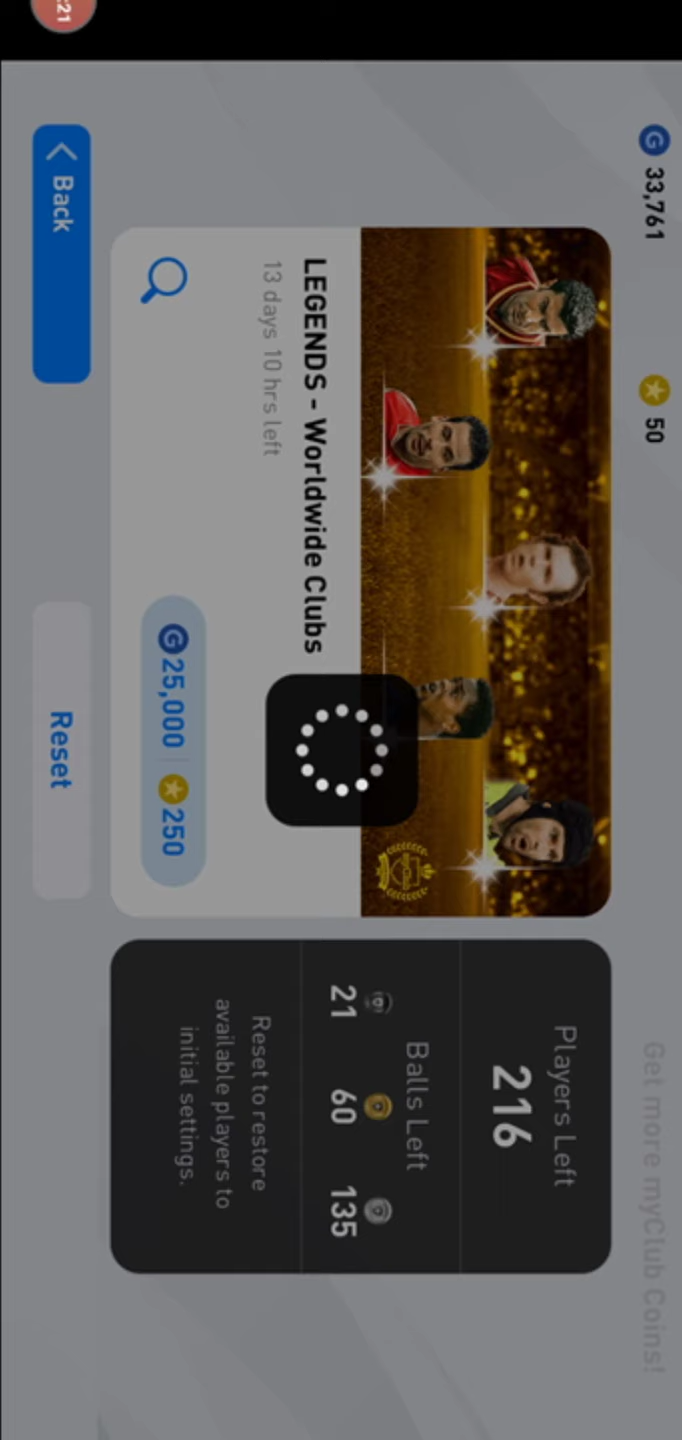 :21
G 33,761
50
Get more myClub Coins!
LEGENDS - Worldwide Clubs
13 days 10 hrs left
G 25,000 | 250
Players Left
216
Balls Left
21 60 135
Reset to restore
available players to
initial settings.
Back
Reset